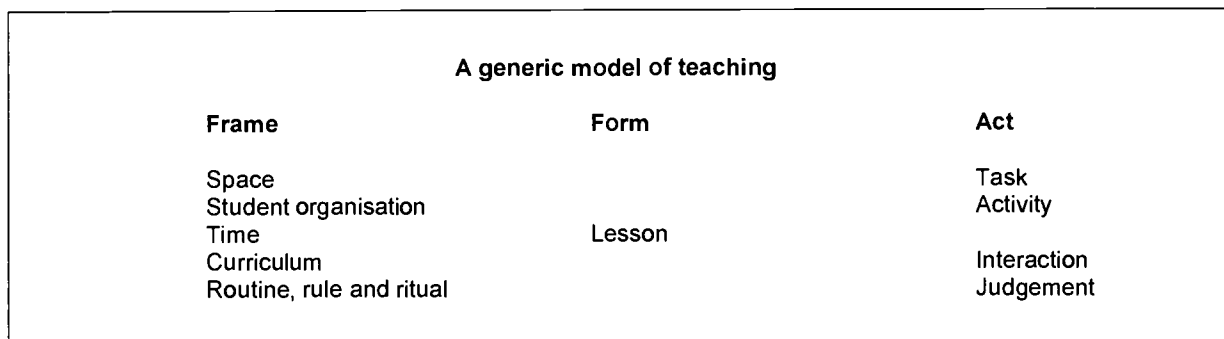 A generic model of teaching
Frame Form Act
Space Task
Student organisation Activity
Time Lesson
Curriculum Interaction
Routine, rule and ritual Judgement